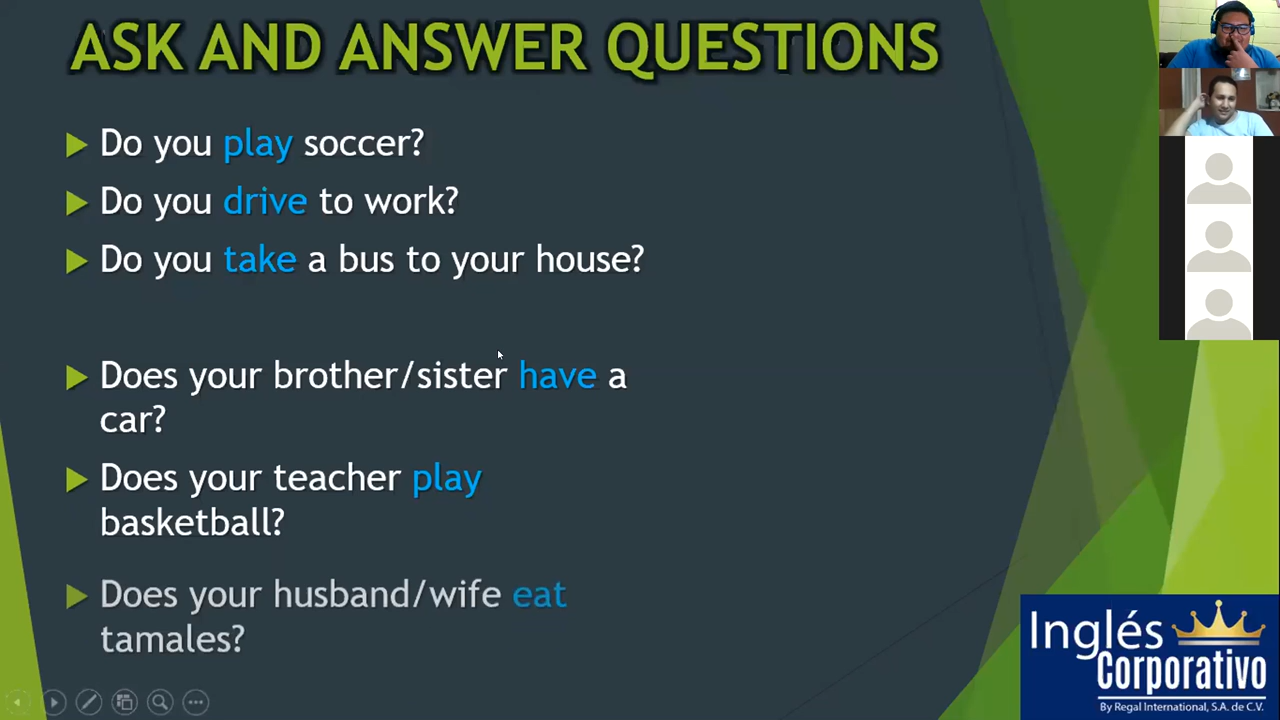 ASK AND ANSWER QUESTIONS
Do you play soccer?
Do you drive to work?
Do you take a bus to your house?
Does your brother/sister have a
car?
Does your teacher play
basketball?
Does your husband/wife eat
tamales?
Inglés
Corporativo
By Regal International, S.A. de C.V.